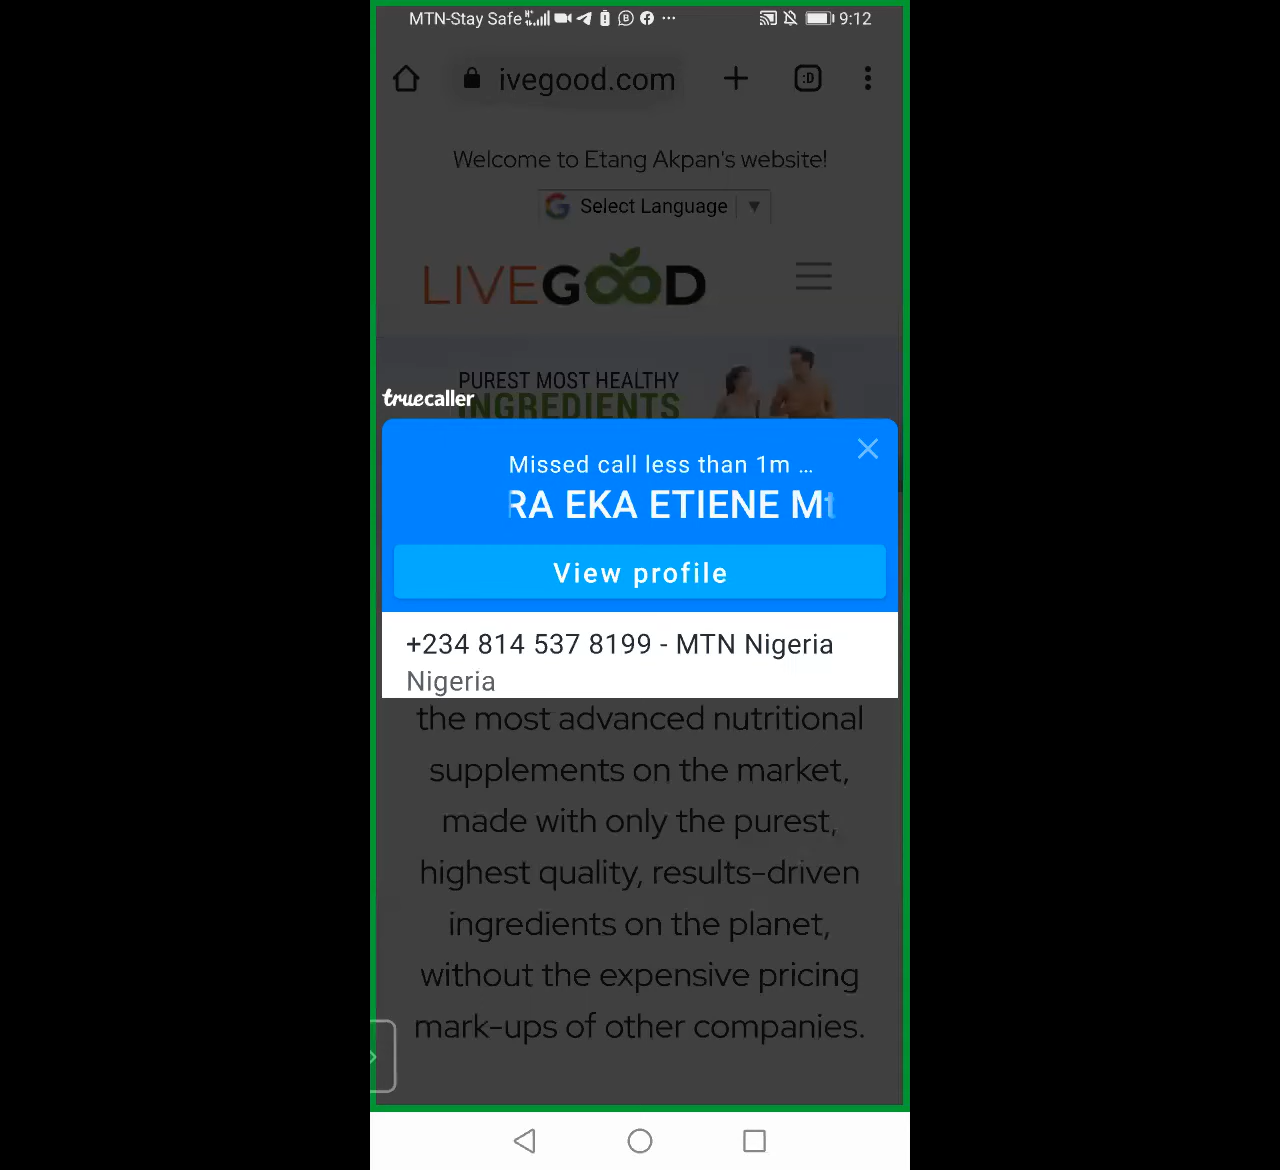 MTN-Stay Safe
9:12
ivegood.com
:D
Welcome to Etang Akpan's website!
Select Language
LIVEGOOD
PUREST MOST HEALTHY
INGREDIENTS
truecaller
Missed call less than 1m ...
RA EKA ETIENE Mt
View profile
+234 814 537 8199 - MTN Nigeria
Nigeria
the most advanced nutritional
supplements on the market,
made with only the purest,
highest quality, results-driven
ingredients on the planet,
without the expensive pricing
mark-ups of other companies.